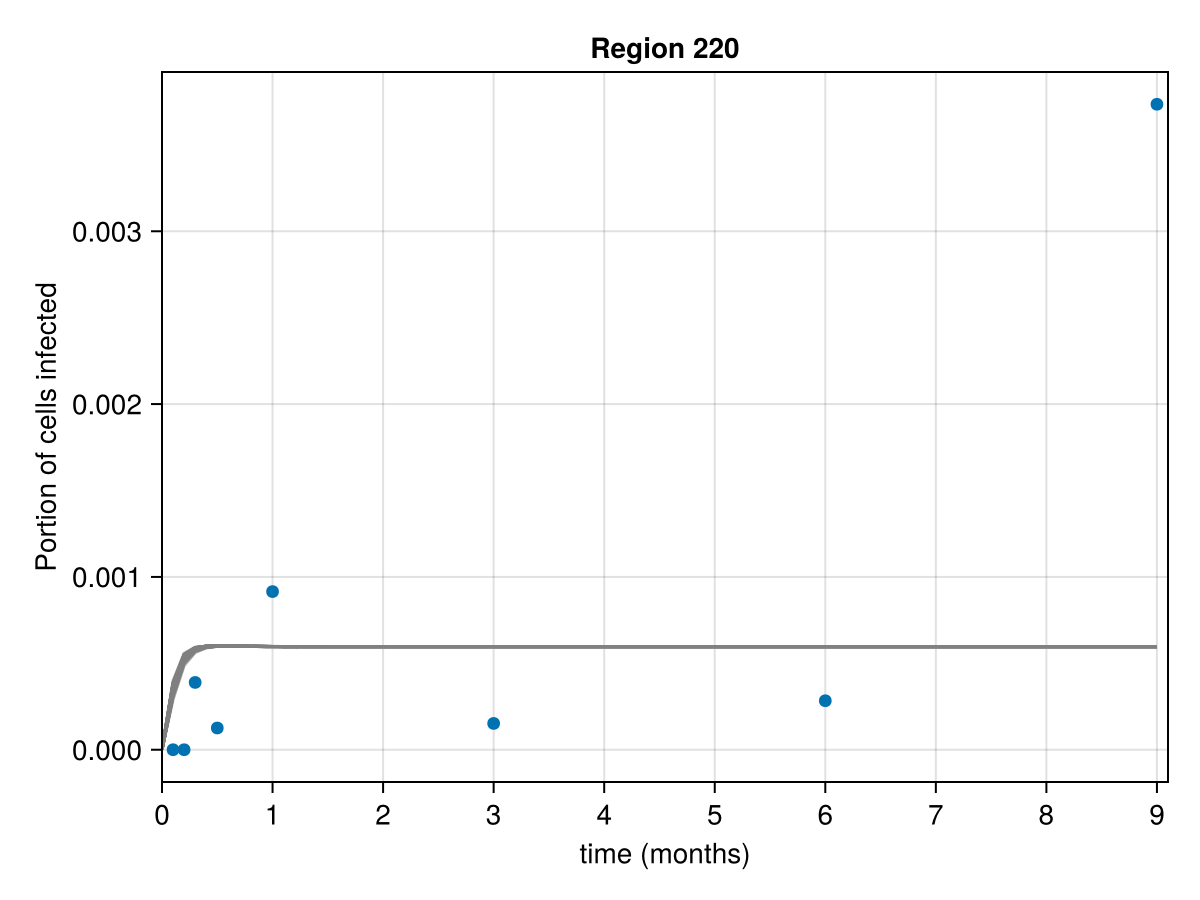 Region 220
Portion of cells infected
0.003
0.002
0.001
0.000
0 1 2 3 4 5 6 7 8 9
time (months)